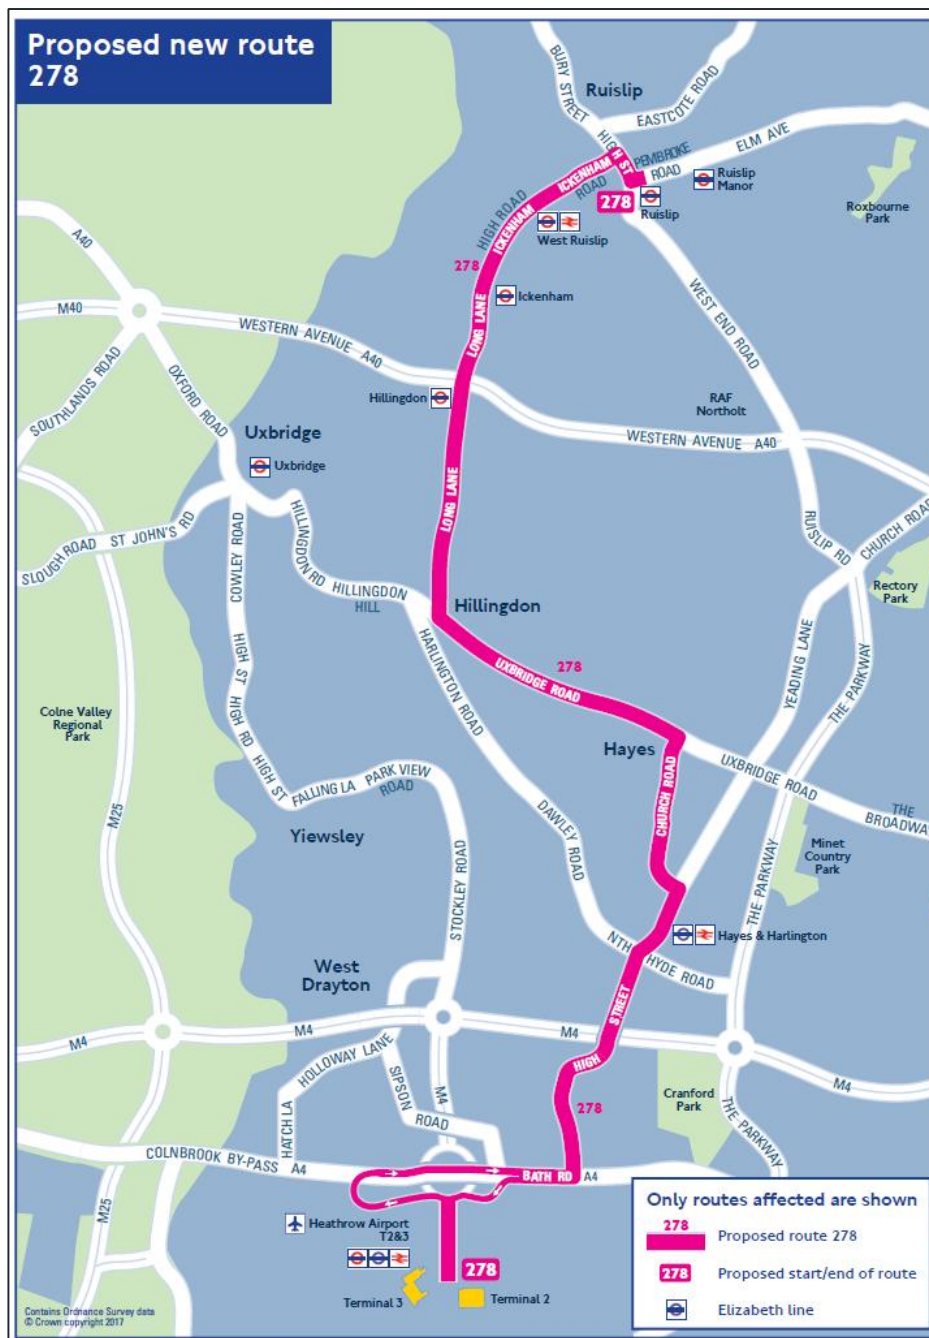 Proposed new route
278
Ruislip
BURY STREET
HIGH ST
EASTCOTE ROAD
PEMBROKE
ROAD
ELM AVE
Ruislip
Manor
278
Ruislip
ICKENHAM
ROAD
Roxbourne
Park
HIGH ROAD
ICKENHAM
West Ruislip
278
Ickenham
LONG LANE
WEST END ROAD
A40
M40
WESTERN AVENUE A40
SOUTHLANDS ROAD
OXFORD ROAD
Hillingdon
RAF
Northolt
WESTERN AVENUE A40
Uxbridge
Uxbridge
LONG LANE
RUISLIP RD
CHURCH ROAD
SLOUGH ROAD
ST JOHN'S RD
COWLEY ROAD
HILLINGDON RD
HILLINGDON
HILL
Hillingdon
Rectory
Park
HARLINGTON ROAD
278
UXBRIDGE ROAD
YEADING LANE
THE PARKWAY
HIGH ST
HIGH RD
HIGH ST
Colne Valley
Regional
Park
Hayes
CHURCH ROAD
UXBRIDGE ROAD
THE
BROADWAY
M25
FALLING LA
PARK VIEW
ROAD
Yiewsley
STOCKLEY ROAD
DAWLEY ROAD
Minet
Country
Park
THE PARKWAY
Hayes & Harlington
NTH
HYDE ROAD
West
Drayton
M4
M4
M4
M4
HIGH
STREET
HOLLOWAY LANE
SIPSON
ROAD
M4
HATCH LA
278
Cranford
Park
THE PARKWAY
COLNBROOK BY-PASS A4
BATH RD
A4
M25
Heathrow Airport
T2&3
278
Terminal 3
Terminal 2
Only routes affected are shown
278
Proposed route 278
278
Proposed start/end of route
Elizabeth line
Contains Ordnance Survey data
© Crown copyright 2017